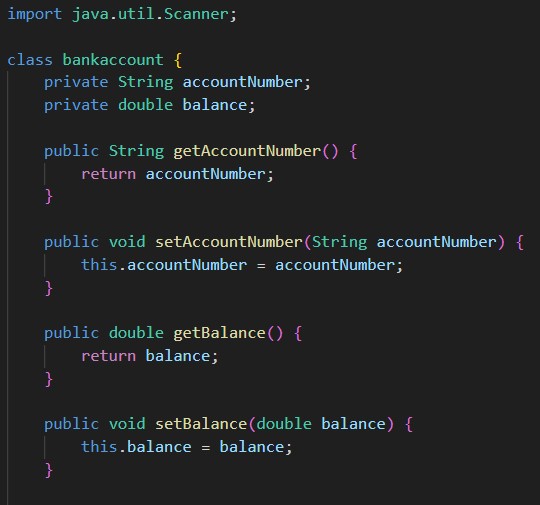 import java.util.Scanner;
class bankaccount {
    private String accountNumber;
    private double balance;
    public String getAccountNumber() {
        return accountNumber;
    }
    public void setAccountNumber(String accountNumber) {
        this.accountNumber = accountNumber;
    }
    public double getBalance() {
        return balance;
    }
    public void setBalance(double balance) {
        this.balance = balance;
    }